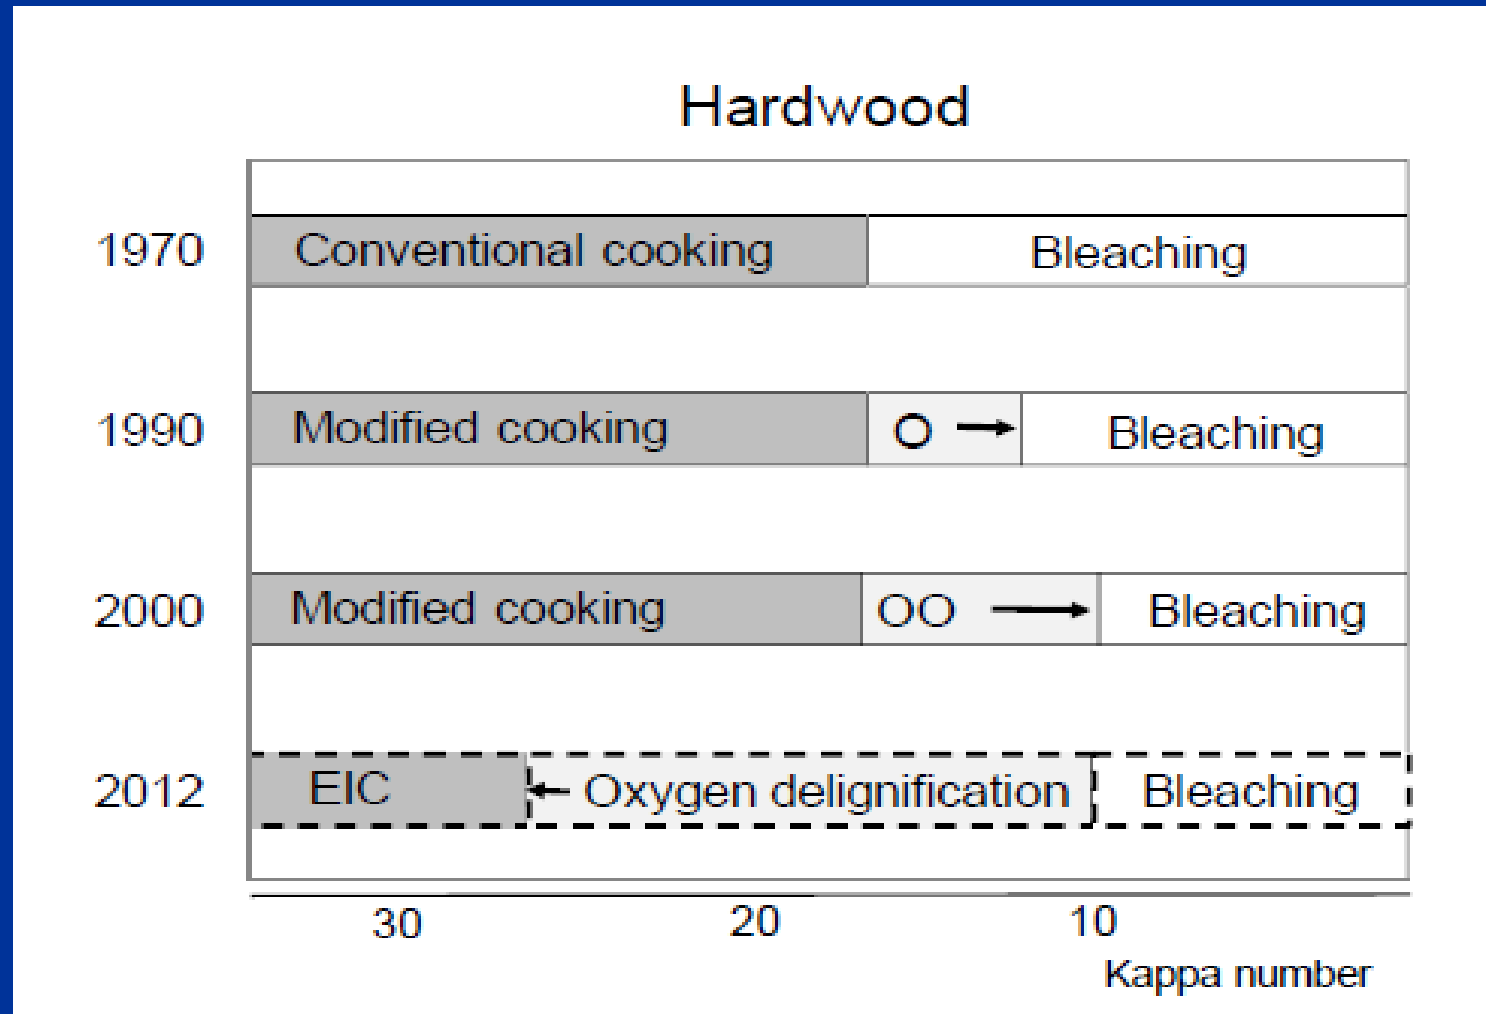 Hardwood
1970 Conventional cooking Bleaching
1990 Modified cooking O Bleaching
2000 Modified cooking OO Bleaching
2012 EIC Oxygen delignification Bleaching
30 20 10
Kappa number